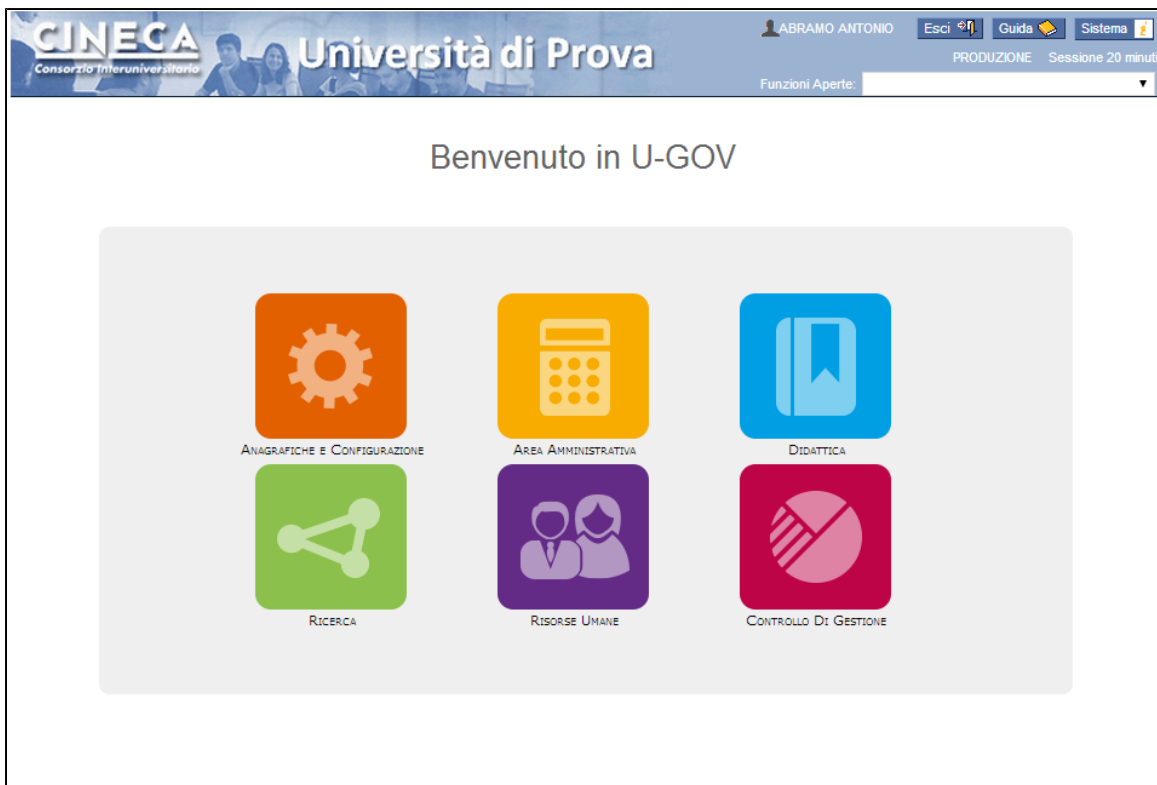 CINECA
Consorzio Interuniversitario
Università di Prova
ABRAMO ANTONIO
Esci
Guida
Sistema
PRODUZIONE Sessione 20 minuti
Funzioni Aperte:
Benvenuto in U-GOV
Anagrafiche e Configurazione
Area Amministrativa
Didattica
Ricerca
Risorse Umane
Controllo Di Gestione